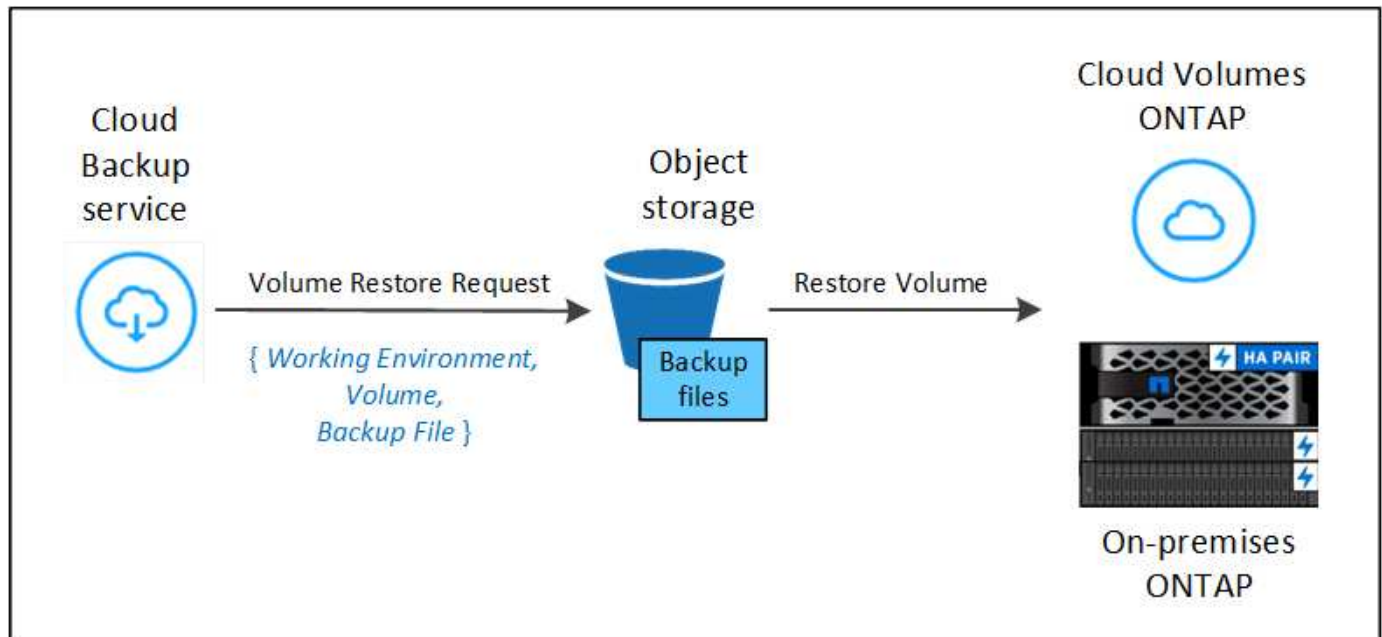 Cloud
Backup
service
Volume Restore Request
{ Working Environment,
Volume,
Backup File }
Object
storage
Backup
files
Restore Volume
Cloud Volumes
ONTAP
HA PAIR
On-premises
ONTAP